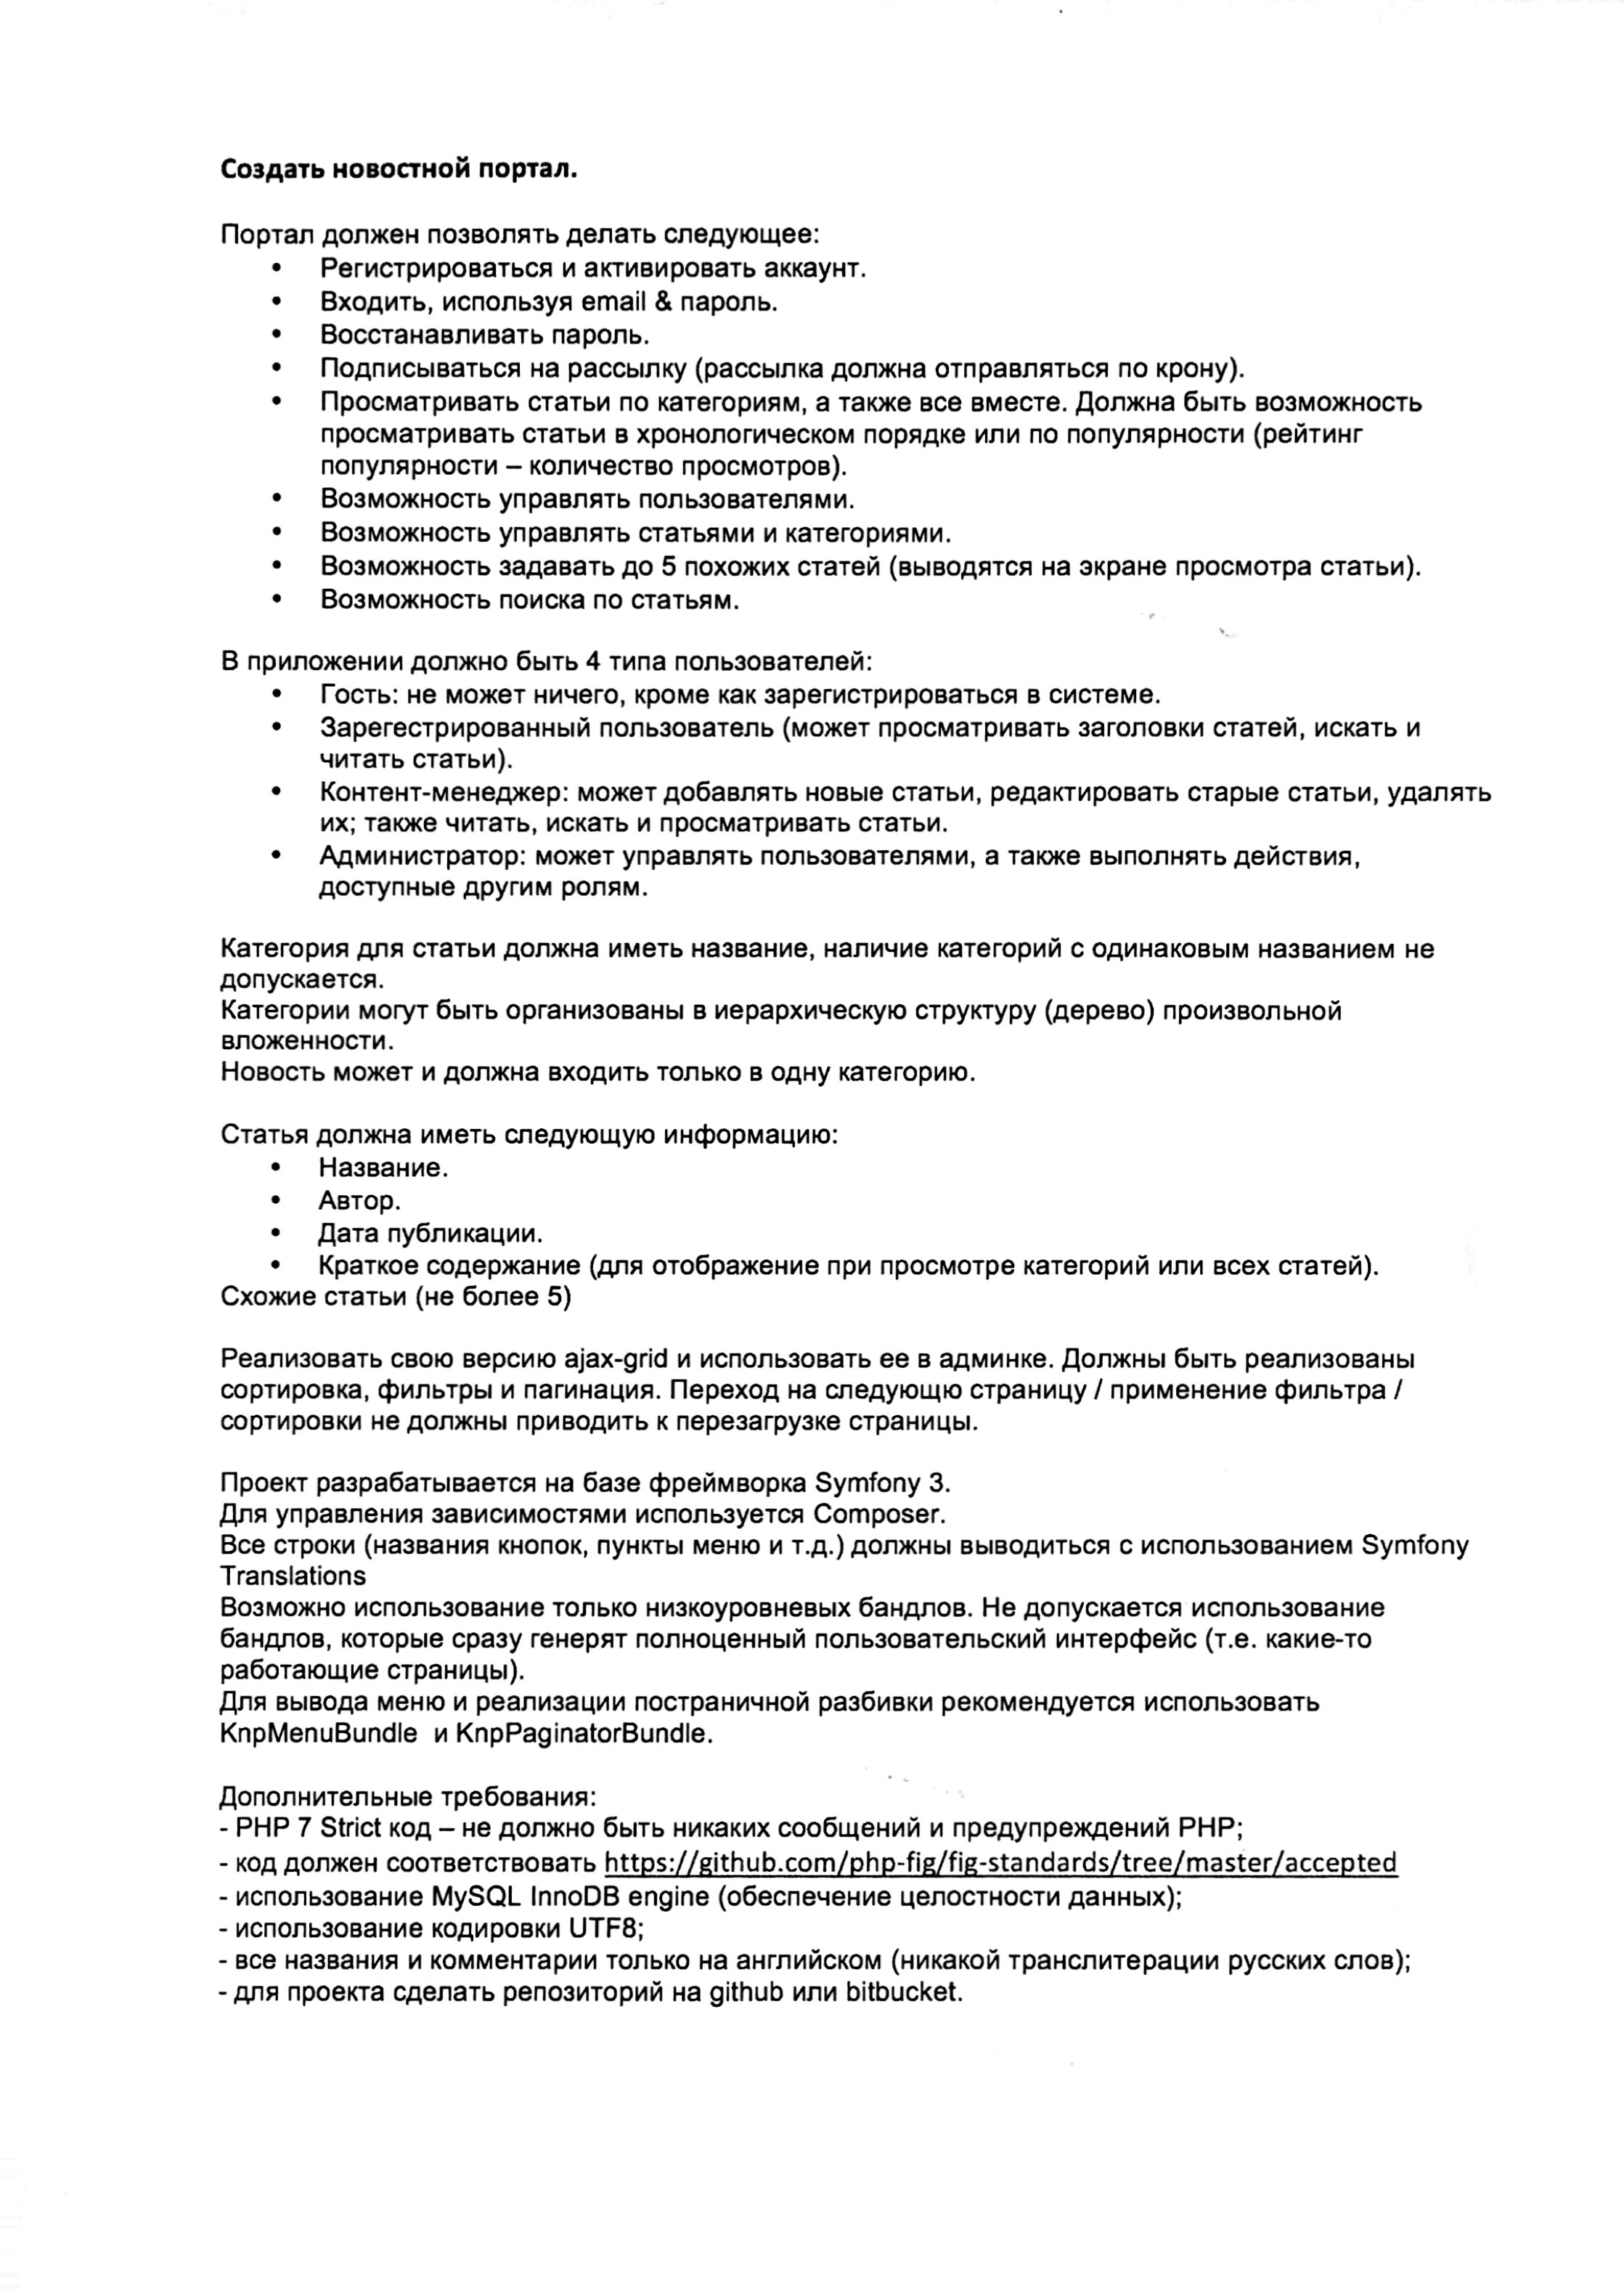 Создать новостной портал.
Портал должен позволять делать следующее:
• Регистрироваться и активировать аккаунт.
• Входить, используя email & пароль.
• Восстанавливать пароль.
• Подписываться на рассылку (рассылка должна отправляться по крону).
• Просматривать статьи по категориям, а также все вместе. Должна быть возможность
просматривать статьи в хронологическом порядке или по популярности (рейтинг
популярности – количество просмотров).
• Возможность управлять пользователями.
• Возможность управлять статьями и категориями.
• Возможность задавать до 5 похожих статей (выводятся на экране просмотра статьи).
• Возможность поиска по статьям.
В приложении должно быть 4 типа пользователей:
• Гость: не может ничего, кроме как зарегистрироваться в системе.
• Зарегестрированный пользователь (может просматривать заголовки статей, искать и
читать статьи).
• Контент-менеджер: может добавлять новые статьи, редактировать старые статьи, удалять
их; также читать, искать и просматривать статьи.
• Администратор: может управлять пользователями, а также выполнять действия,
доступные другим ролям.
Категория для статьи должна иметь название, наличие категорий с одинаковым названием не
допускается.
Категории могут быть организованы в иерархическую структуру (дерево) произвольной
вложенности.
Новость может и должна входить только в одну категорию.
Статья должна иметь следующую информацию:
• Название.
• Автор.
• Дата публикации.
• Краткое содержание (для отображение при просмотре категорий или всех статей).
Схожие статьи (не более 5)
Реализовать свою версию ajax-grid и использовать ее в админке. Должны быть реализованы
сортировка, фильтры и пагинация. Переход на следующю страницу / применение фильтра /
сортировки не должны приводить к перезагрузке страницы.
Проект разрабатывается на базе фреймворка Symfony 3.
Для управления зависимостями используется Composer.
Все строки (названия кнопок, пункты меню и т.д.) должны выводиться с использованием Symfony
Translations
Возможно использование только низкоуровневых бандлов. Не допускается использование
бандлов, которые сразу генерят полноценный пользовательский интерфейс (т.е. какие-то
работающие страницы).
Для вывода меню и реализации постраничной разбивки рекомендуется использовать
KnpMenuBundle и KnpPaginatorBundle.
Дополнительные требования:
- PHP 7 Strict код – не должно быть никаких сообщений и предупреждений PHP;
- код должен соответствовать https://github.com/php-fig/fig-standards/tree/master/accepted
- использование MySQL InnoDB engine (обеспечение целостности данных);
- использование кодировки UTF8;
- все названия и комментарии только на английском (никакой транслитерации русских слов);
- для проекта сделать репозиторий на github или bitbucket.